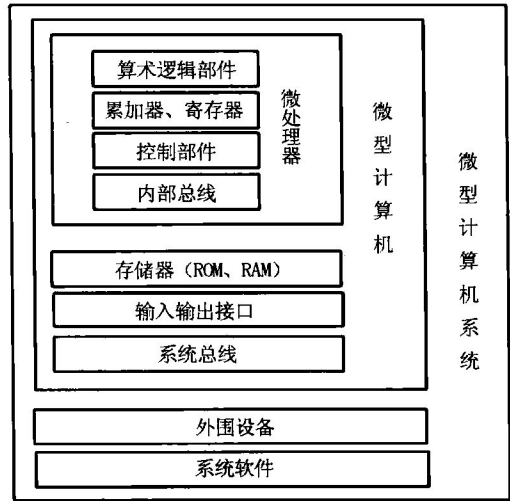 算术逻辑部件
累加器、寄存器
控制部件
内部总线
微处理器
存储器（ROM、RAM）
输入输出接口
系统总线
微型计算机
外围设备
系统软件
微型计算机系统